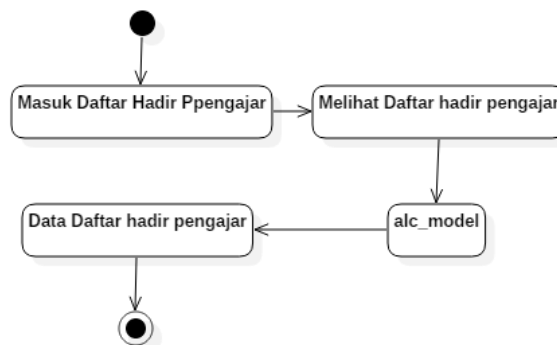 Masuk Daftar Hadir Ppengajar
Melihat Daftar hadir pengajar
alc_model
Data Daftar hadir pengajar